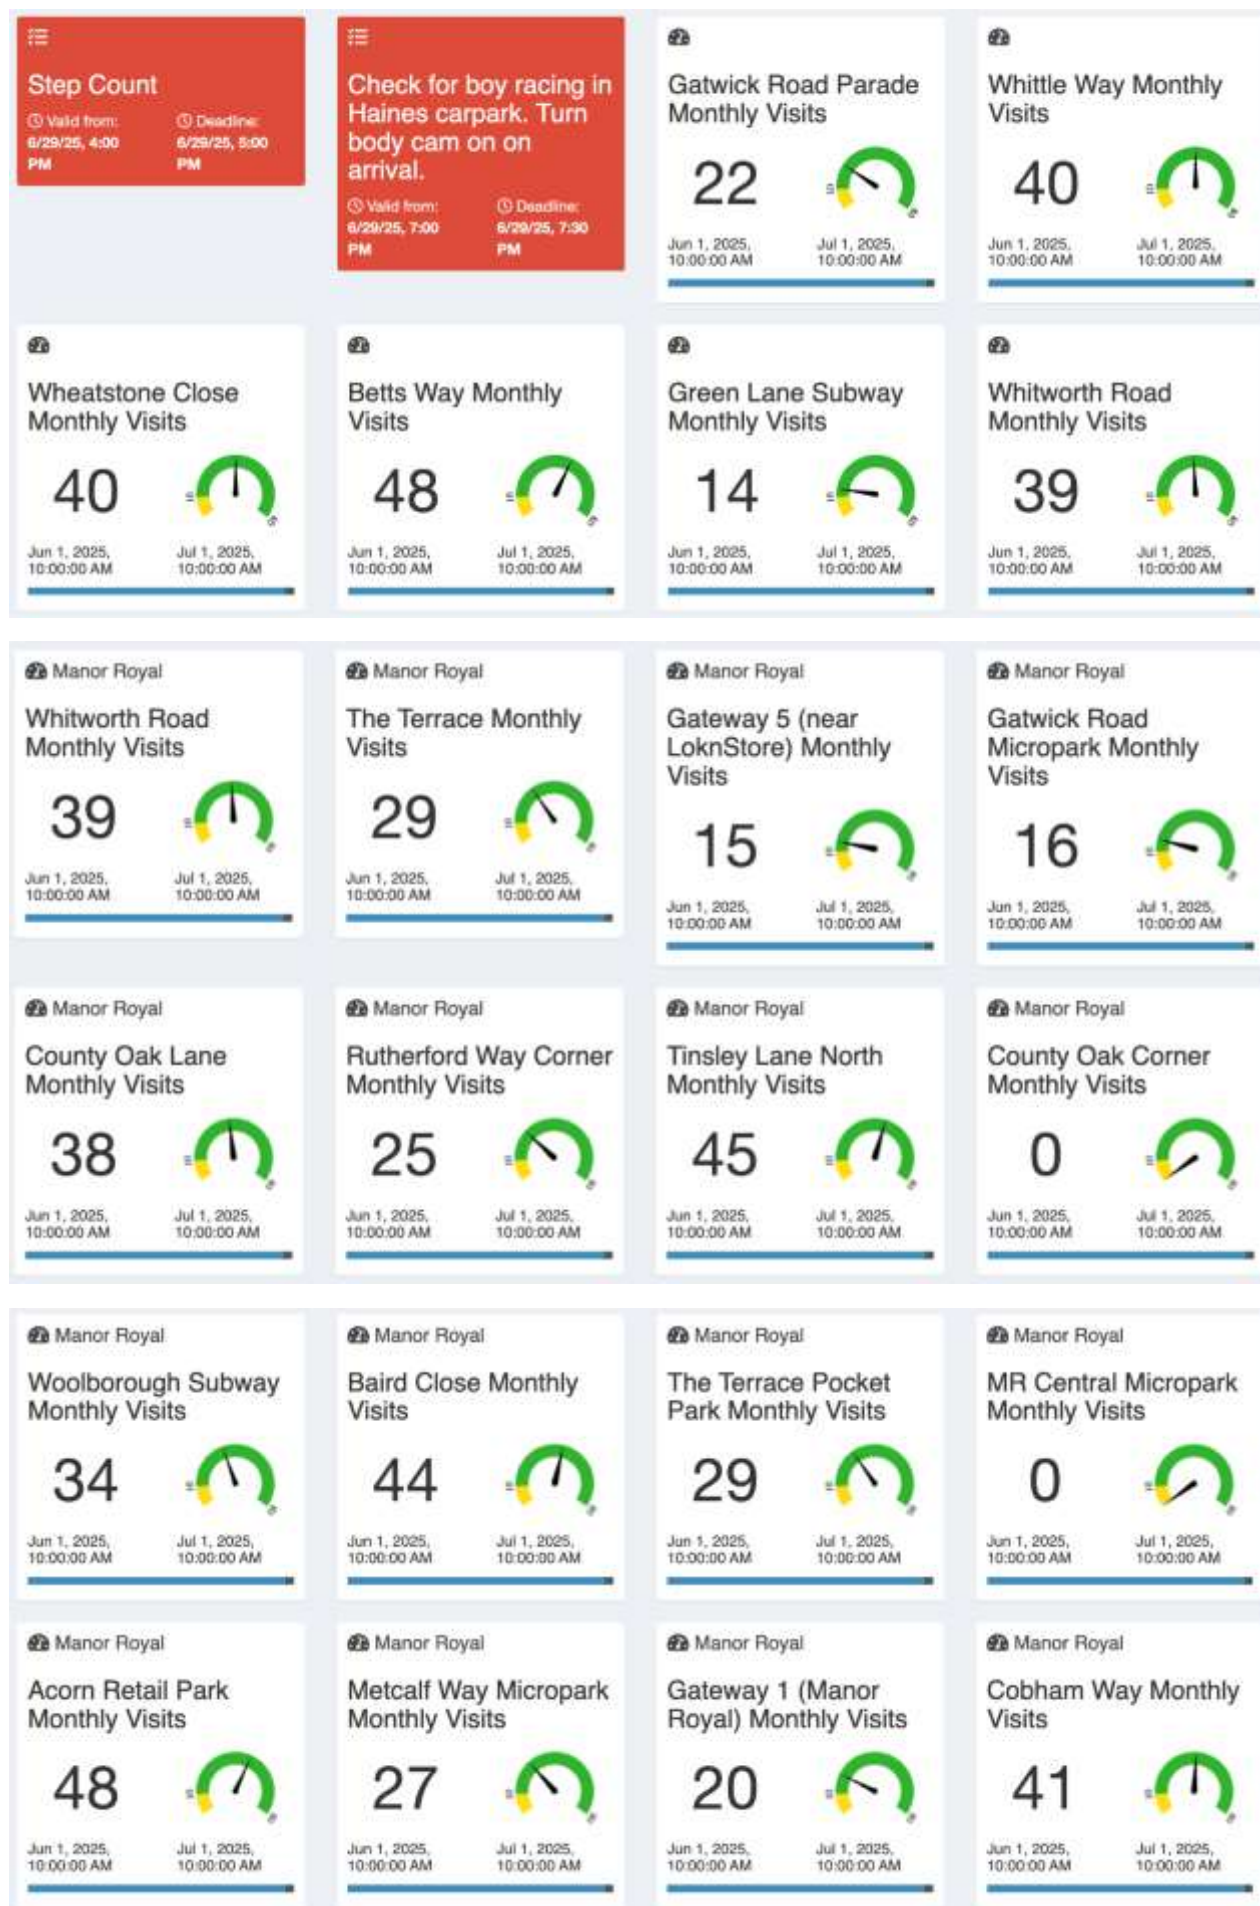 Step Count
Valid from:
6/29/25, 4:00
PM
Deadline:
6/29/25, 5:00
PM
Check for boy racing in
Haines carpark. Turn
body cam on on
arrival.
Valid from:
6/29/25, 7:00
PM
Deadline:
6/29/25, 7:30
PM
Gatwick Road Parade
Monthly Visits
22
Jun 1, 2025,
10:00:00 AM
Jul 1, 2025,
10:00:00 AM
Whittle Way Monthly
Visits
40
Jun 1, 2025,
10:00:00 AM
Jul 1, 2025,
10:00:00 AM
Wheatstone Close
Monthly Visits
40
Jun 1, 2025,
10:00:00 AM
Jul 1, 2025,
10:00:00 AM
Betts Way Monthly
Visits
48
Jun 1, 2025,
10:00:00 AM
Jul 1, 2025,
10:00:00 AM
Green Lane Subway
Monthly Visits
14
Jun 1, 2025,
10:00:00 AM
Jul 1, 2025,
10:00:00 AM
Whitworth Road
Monthly Visits
39
Jun 1, 2025,
10:00:00 AM
Jul 1, 2025,
10:00:00 AM
Manor Royal
Whitworth Road
Monthly Visits
39
Jun 1, 2025,
10:00:00 AM
Jul 1, 2025,
10:00:00 AM
Manor Royal
The Terrace Monthly
Visits
29
Jun 1, 2025,
10:00:00 AM
Jul 1, 2025,
10:00:00 AM
Manor Royal
Gateway 5 (near
LoknStore) Monthly
Visits
15
Jun 1, 2025,
10:00:00 AM
Jul 1, 2025,
10:00:00 AM
Manor Royal
Gatwick Road
Micropark Monthly
Visits
16
Jun 1, 2025,
10:00:00 AM
Jul 1, 2025,
10:00:00 AM
Manor Royal
County Oak Lane
Monthly Visits
38
Jun 1, 2025,
10:00:00 AM
Jul 1, 2025,
10:00:00 AM
Manor Royal
Rutherford Way Corner
Monthly Visits
25
Jun 1, 2025,
10:00:00 AM
Jul 1, 2025,
10:00:00 AM
Manor Royal
Tinsley Lane North
Monthly Visits
45
Jun 1, 2025,
10:00:00 AM
Jul 1, 2025,
10:00:00 AM
Manor Royal
County Oak Corner
Monthly Visits
0
Jun 1, 2025,
10:00:00 AM
Jul 1, 2025,
10:00:00 AM
Manor Royal
Woolborough Subway
Monthly Visits
34
Jun 1, 2025,
10:00:00 AM
Jul 1, 2025,
10:00:00 AM
Manor Royal
Baird Close Monthly
Visits
44
Jun 1, 2025,
10:00:00 AM
Jul 1, 2025,
10:00:00 AM
Manor Royal
The Terrace Pocket
Park Monthly Visits
29
Jun 1, 2025,
10:00:00 AM
Jul 1, 2025,
10:00:00 AM
Manor Royal
MR Central Micropark
Monthly Visits
0
Jun 1, 2025,
10:00:00 AM
Jul 1, 2025,
10:00:00 AM
Manor Royal
Acorn Retail Park
Monthly Visits
48
Jun 1, 2025,
10:00:00 AM
Jul 1, 2025,
10:00:00 AM
Manor Royal
Metcalf Way Micropark
Monthly Visits
27
Jun 1, 2025,
10:00:00 AM
Jul 1, 2025,
10:00:00 AM
Manor Royal
Gateway 1 (Manor
Royal) Monthly Visits
20
Jun 1, 2025,
10:00:00 AM
Jul 1, 2025,
10:00:00 AM
Manor Royal
Cobham Way Monthly
Visits
41
Jun 1, 2025,
10:00:00 AM
Jul 1, 2025,
10:00:00 AM